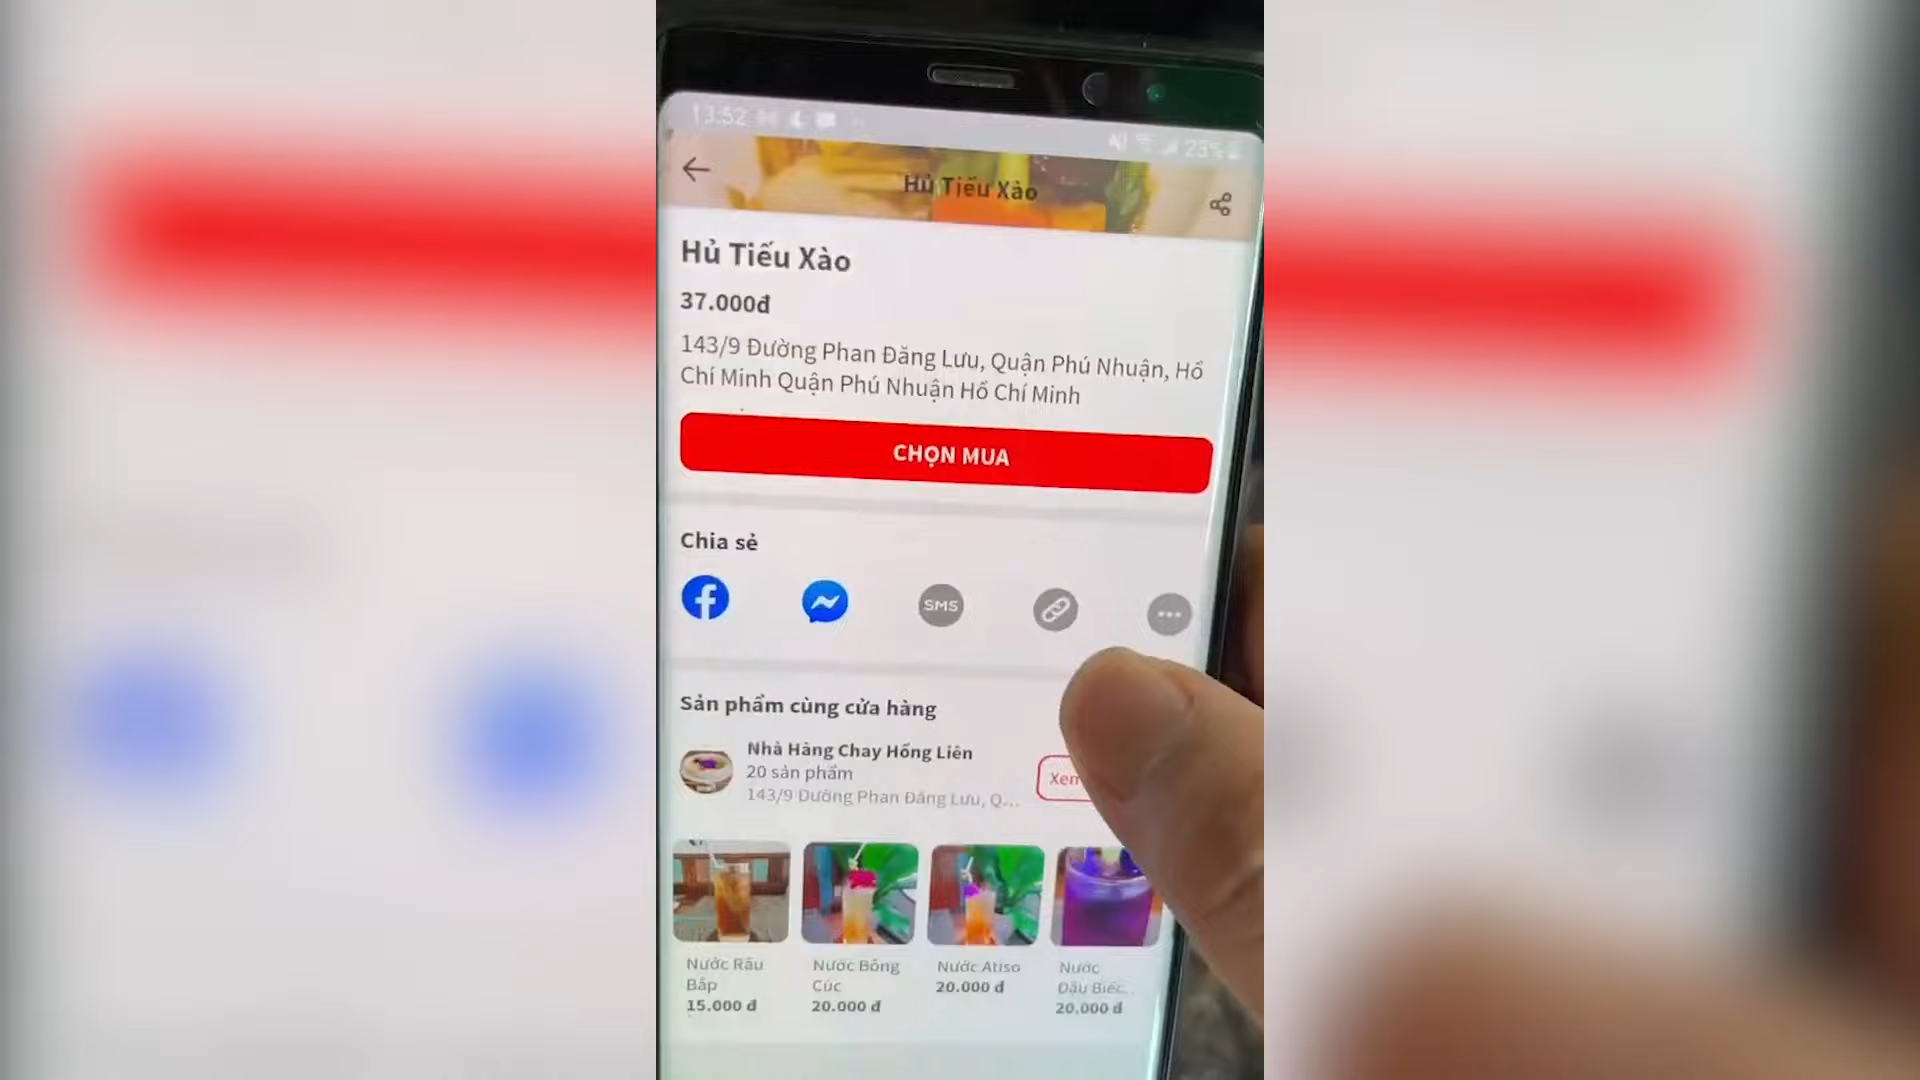 13:52
23%
Hủ Tiếu Xào
Hủ Tiếu Xào
37.000đ
143/9 Đường Phan Đăng Lưu, Quận Phú Nhuận, Hồ
Chí Minh Quận Phú Nhuận Hồ Chí Minh
CHỌN MUA
Chia sẻ
SMS
Sản phẩm cùng cửa hàng
Nhà Hàng Chay Hồng Liên
20 sản phẩm
143/9 Đường Phan Đăng Lưu, Q...
Xem
Nước Râu
Bắp
15.000 đ
Nước Bông
Cúc
20.000 đ
Nước Atiso
20.000 đ
Nước
Đậu Biếc...
20.000 đ